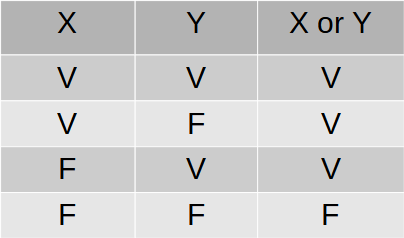 X Y X or Y
V V V
V F V
F V V
F F F